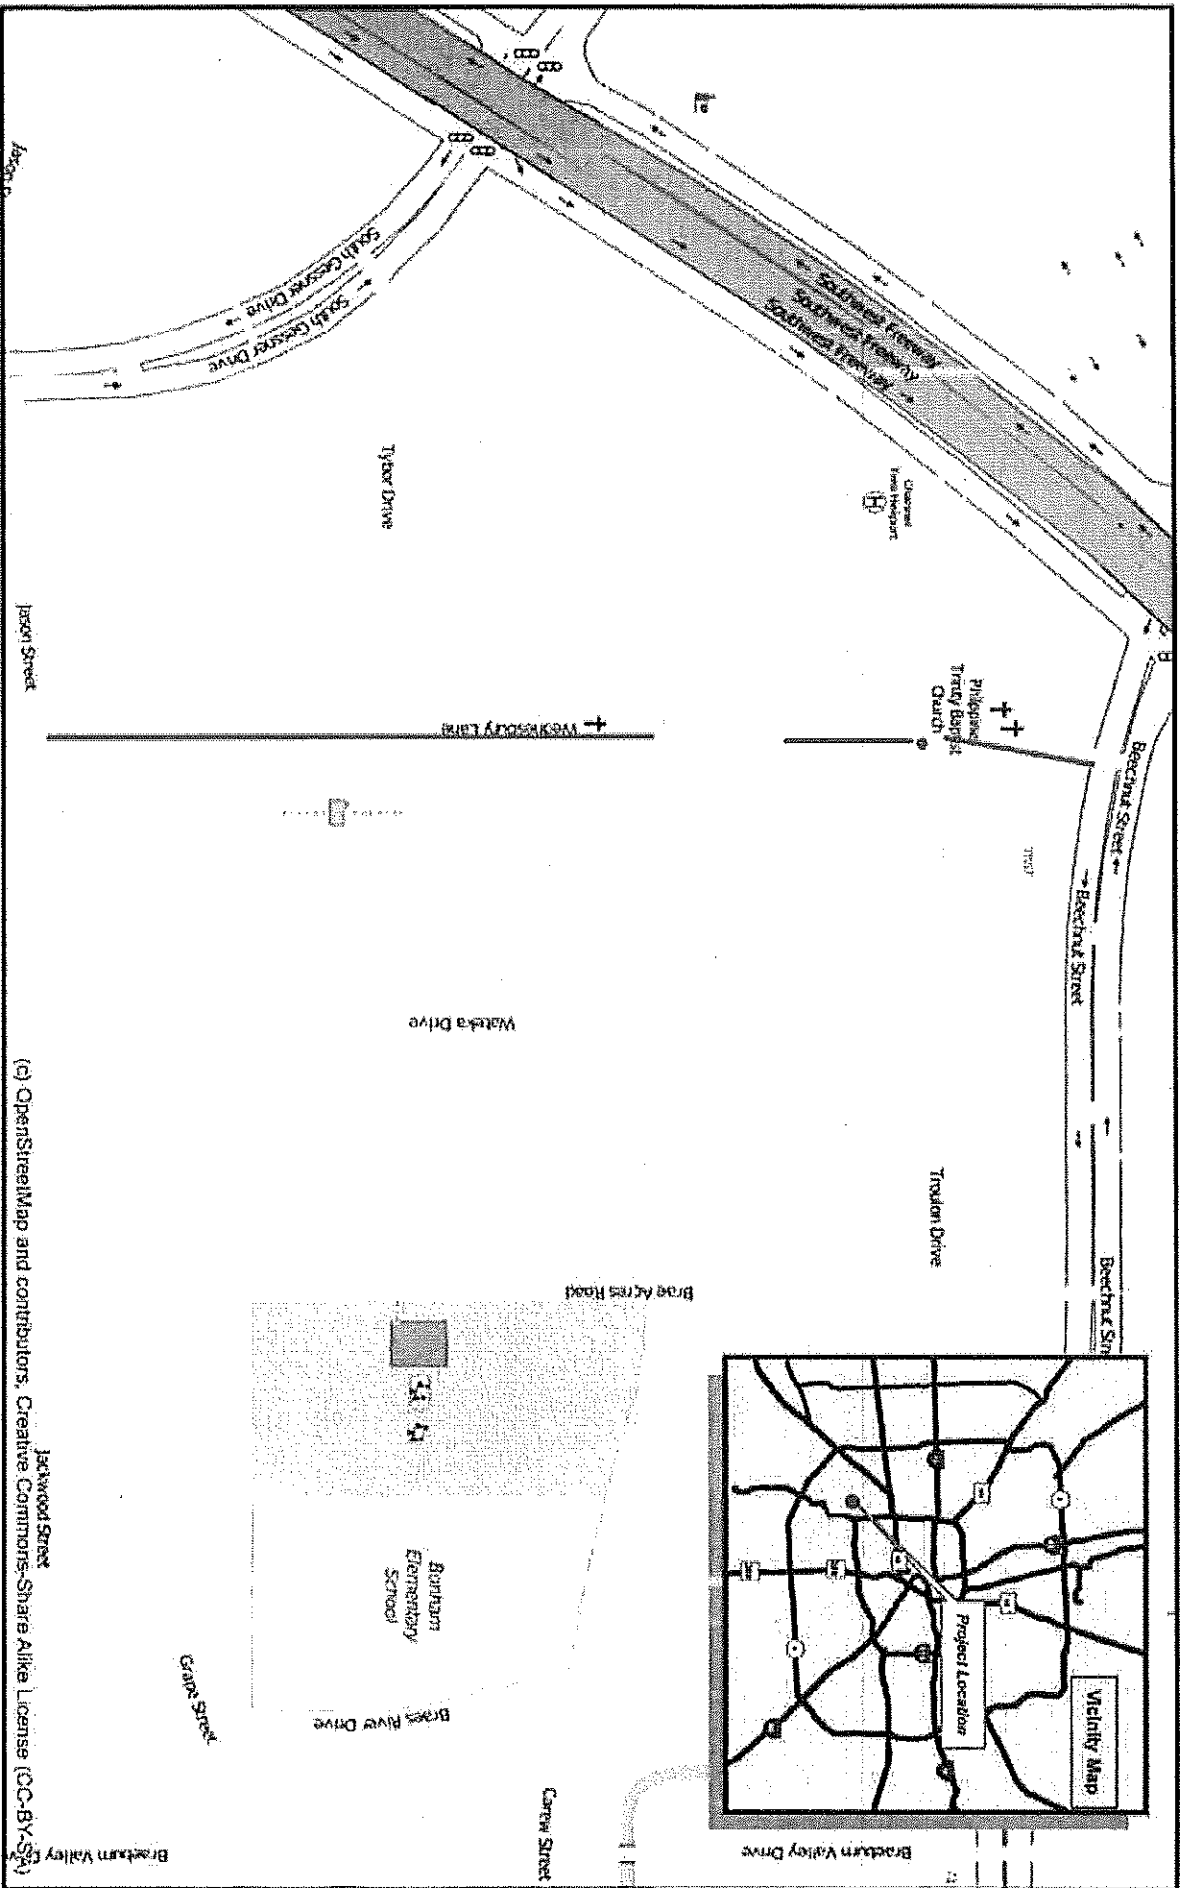 Beechnut Street
Beechnut Street
Beechnut Str
Vicinity Map
Project Location
Braeburn Valley Drive
Philippine
Trinity Baptist
Church
Troulon Drive
Southwest Freeway
Southwest Freeway
Southwest Freeway
H
Wednesbury Lane
Watuka Drive
Brae Acres Road
Carew Street
Tybor Drive
Bonham
Elementary
School
Braes River Drive
South Gessner Drive
South Gessner Drive
Grape Street
Jason Street
Jackwood Street
Braeburn Valley
(c) OpenStreetMap and contributors, Creative Commons-Share Alike License (CC-BY-SA)